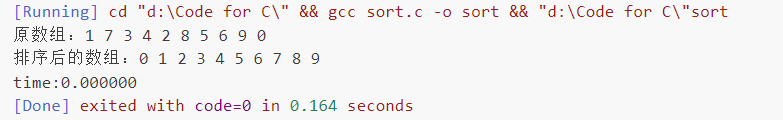 [Running] cd "d:\Code for C\" && gcc sort.c -o sort && "d:\Code for C\"sort
原数组：1 7 3 4 2 8 5 6 9 0
排序后的数组：0 1 2 3 4 5 6 7 8 9
time:0.000000
[Done] exited with code=0 in 0.164 seconds